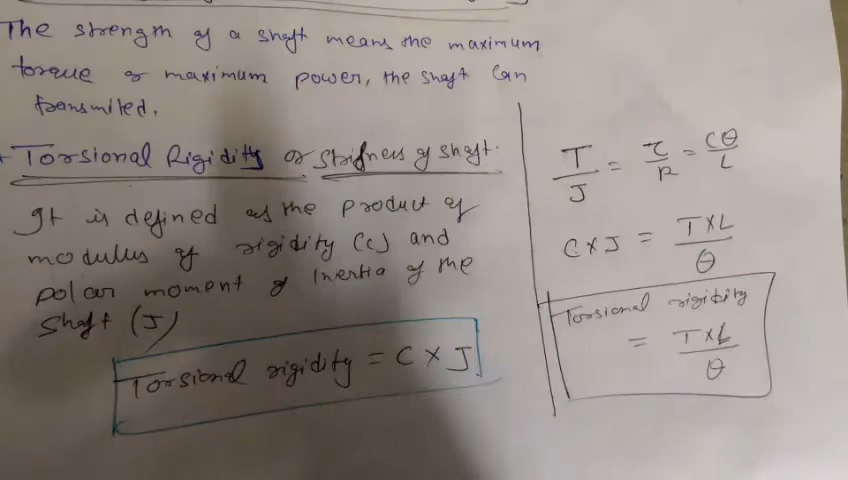 The strength of a shaft means the maximum
torque or maximum power, the shaft can
transmited.
Torsional Rigidity or stifness of shaft.
It is defined as the product of
modulus of rigidity (C) and
polar moment of Inertia of the
Shaft (J)
Torsional rigidity = C × J
T/J = τ/R = Cθ/L
C × J = T × L/θ
Torsional rigidity
= T × L/θ